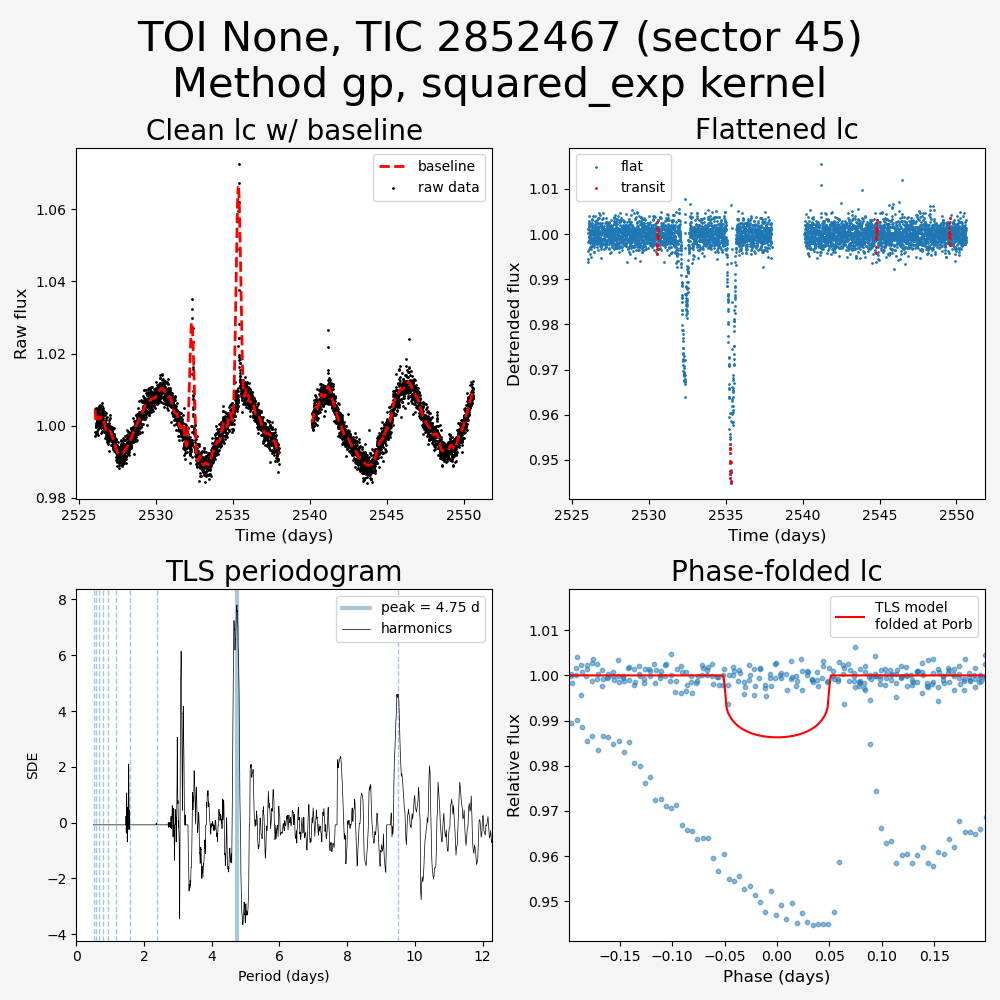 TOI None, TIC 2852467 (sector 45)
Method gp, squared_exp kernel
Clean lc w/ baseline
baseline
raw data
Raw flux
1.06
1.04
1.02
1.00
0.98
2525 2530 2535 2540 2545 2550
Time (days)
Flattened lc
flat
transit
Detrended flux
1.01
1.00
0.99
0.98
0.97
0.96
0.95
2525 2530 2535 2540 2545 2550
Time (days)
TLS periodogram
peak = 4.75 d
harmonics
SDE
8
6
4
2
0
−2
−4
0 2 4 6 8 10 12
Period (days)
Phase-folded lc
TLS model
folded at Porb
Relative flux
1.01
1.00
0.99
0.98
0.97
0.96
0.95
−0.15 −0.10 −0.05 0.00 0.05 0.10 0.15
Phase (days)